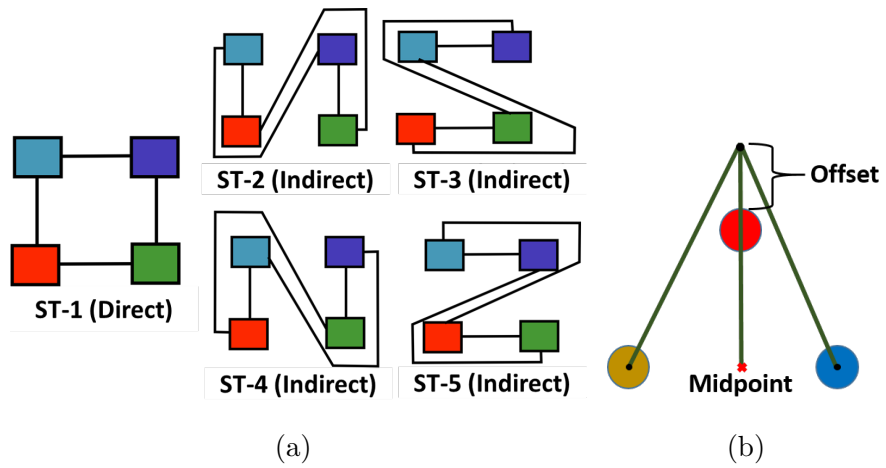 ST-2 (Indirect)
ST-3 (Indirect)
ST-1 (Direct)
ST-4 (Indirect)
ST-5 (Indirect)
Offset
Midpoint
(a)
(b)